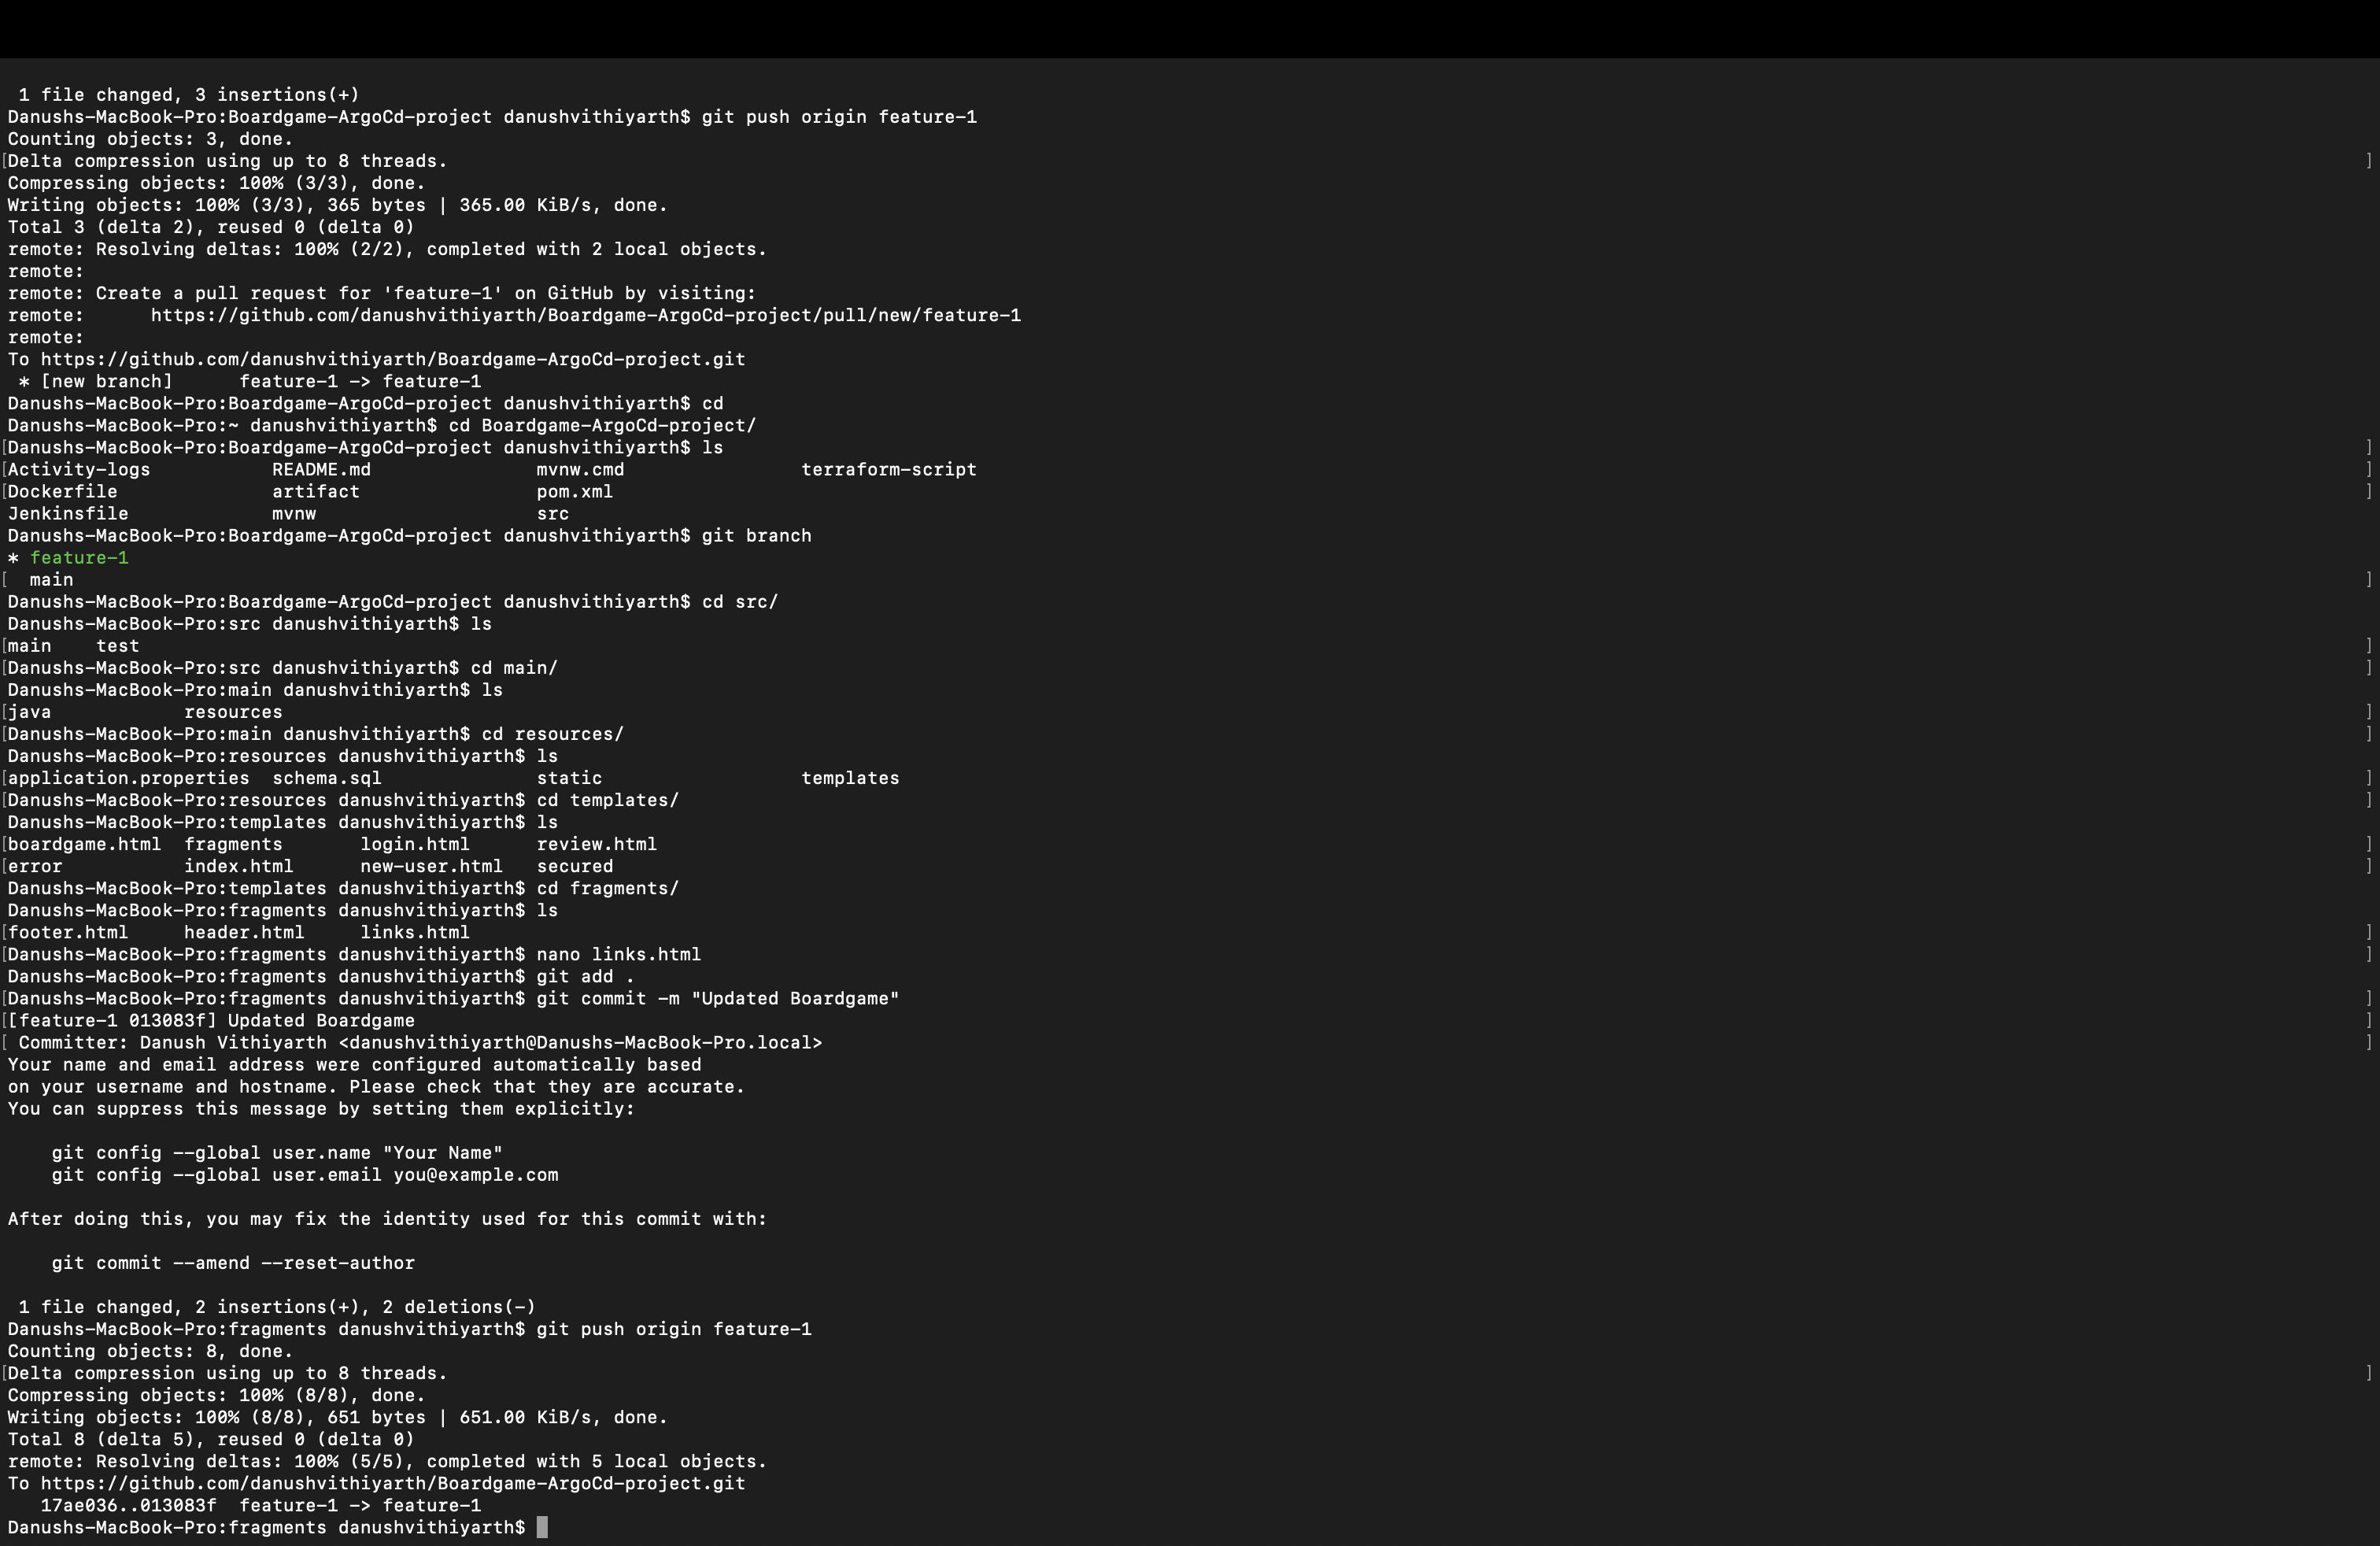 1 file changed, 3 insertions(+)
Danushs-MacBook-Pro:Boardgame-ArgoCd-project danushvithiyarth$ git push origin feature-1
Counting objects: 3, done.
[Delta compression using up to 8 threads. ]
Compressing objects: 100% (3/3), done.
Writing objects: 100% (3/3), 365 bytes | 365.00 KiB/s, done.
Total 3 (delta 2), reused 0 (delta 0)
remote: Resolving deltas: 100% (2/2), completed with 2 local objects.
remote:
remote: Create a pull request for 'feature-1' on GitHub by visiting:
remote:      https://github.com/danushvithiyarth/Boardgame-ArgoCd-project/pull/new/feature-1
remote:
To https://github.com/danushvithiyarth/Boardgame-ArgoCd-project.git
 * [new branch]      feature-1 -> feature-1
Danushs-MacBook-Pro:Boardgame-ArgoCd-project danushvithiyarth$ cd
Danushs-MacBook-Pro:~ danushvithiyarth$ cd Boardgame-ArgoCd-project/
[Danushs-MacBook-Pro:Boardgame-ArgoCd-project danushvithiyarth$ ls ]
[Activity-logs           README.md               mvnw.cmd                terraform-script ]
[Dockerfile              artifact                pom.xml ]
Jenkinsfile             mvnw                    src
Danushs-MacBook-Pro:Boardgame-ArgoCd-project danushvithiyarth$ git branch
* feature-1
[  main ]
Danushs-MacBook-Pro:Boardgame-ArgoCd-project danushvithiyarth$ cd src/
Danushs-MacBook-Pro:src danushvithiyarth$ ls
[main    test ]
[Danushs-MacBook-Pro:src danushvithiyarth$ cd main/ ]
Danushs-MacBook-Pro:main danushvithiyarth$ ls
[java            resources ]
[Danushs-MacBook-Pro:main danushvithiyarth$ cd resources/ ]
Danushs-MacBook-Pro:resources danushvithiyarth$ ls
[application.properties  schema.sql              static                  templates ]
[Danushs-MacBook-Pro:resources danushvithiyarth$ cd templates/ ]
Danushs-MacBook-Pro:templates danushvithiyarth$ ls
[boardgame.html  fragments       login.html      review.html ]
[error           index.html      new-user.html   secured ]
Danushs-MacBook-Pro:templates danushvithiyarth$ cd fragments/
Danushs-MacBook-Pro:fragments danushvithiyarth$ ls
[footer.html     header.html     links.html ]
[Danushs-MacBook-Pro:fragments danushvithiyarth$ nano links.html ]
Danushs-MacBook-Pro:fragments danushvithiyarth$ git add .
[Danushs-MacBook-Pro:fragments danushvithiyarth$ git commit -m "Updated Boardgame" ]
[[feature-1 013083f] Updated Boardgame ]
[ Committer: Danush Vithiyarth <danushvithiyarth@Danushs-MacBook-Pro.local> ]
Your name and email address were configured automatically based
on your username and hostname. Please check that they are accurate.
You can suppress this message by setting them explicitly:
    git config --global user.name "Your Name"
    git config --global user.email you@example.com
After doing this, you may fix the identity used for this commit with:
    git commit --amend --reset-author
 1 file changed, 2 insertions(+), 2 deletions(-)
Danushs-MacBook-Pro:fragments danushvithiyarth$ git push origin feature-1
Counting objects: 8, done.
[Delta compression using up to 8 threads. ]
Compressing objects: 100% (8/8), done.
Writing objects: 100% (8/8), 651 bytes | 651.00 KiB/s, done.
Total 8 (delta 5), reused 0 (delta 0)
remote: Resolving deltas: 100% (5/5), completed with 5 local objects.
To https://github.com/danushvithiyarth/Boardgame-ArgoCd-project.git
   17ae036..013083f  feature-1 -> feature-1
Danushs-MacBook-Pro:fragments danushvithiyarth$